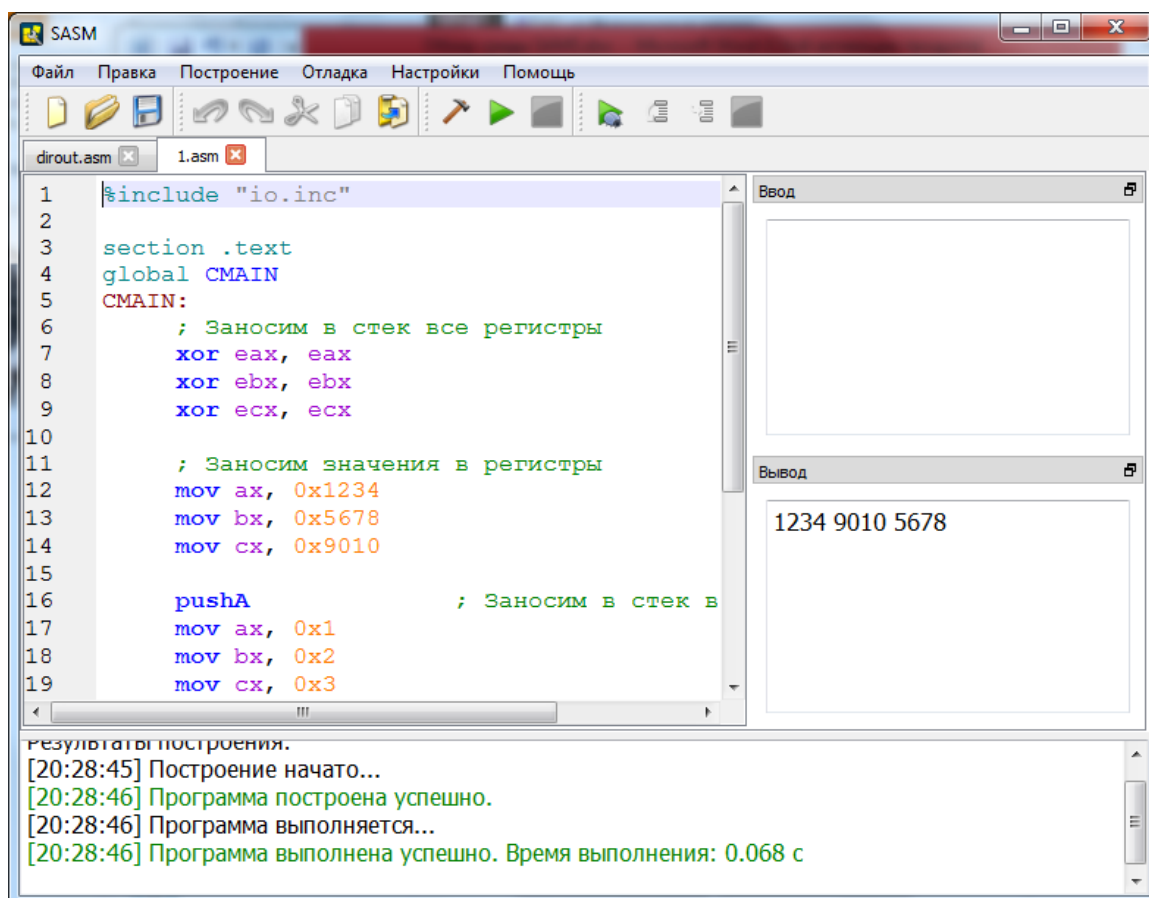 SASM
Файл Правка Построение Отладка Настройки Помощь
dirout.asm 1.asm
1 %include "io.inc"
2
3 section .text
4 global CMAIN
5 CMAIN:
6 ; Заносим в стек все регистры
7 xor eax, eax
8 xor ebx, ebx
9 xor ecx, ecx
10
11 ; Заносим значения в регистры
12 mov ax, 0x1234
13 mov bx, 0x5678
14 mov cx, 0x9010
15
16 pushA ; Заносим в стек в
17 mov ax, 0x1
18 mov bx, 0x2
19 mov cx, 0x3
Ввод
Вывод
1234 9010 5678
Результаты построения:
[20:28:45] Построение начато...
[20:28:46] Программа построена успешно.
[20:28:46] Программа выполняется...
[20:28:46] Программа выполнена успешно. Время выполнения: 0.068 с